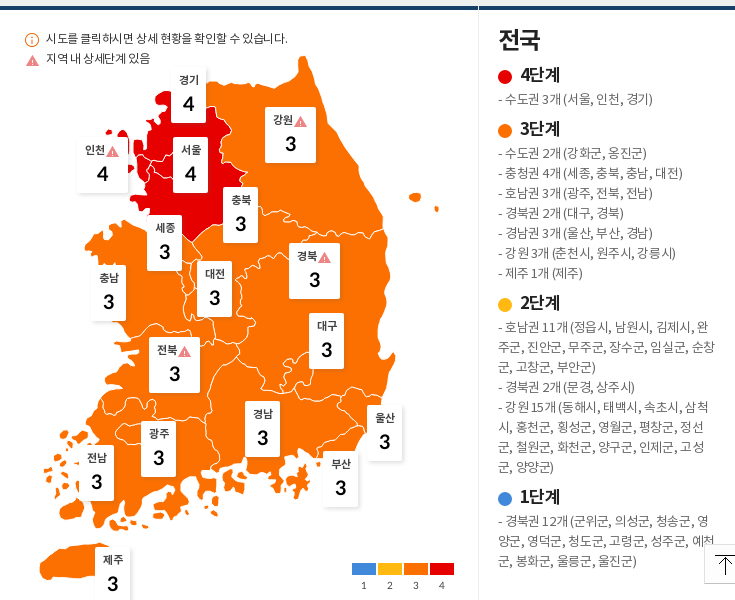 시도를 클릭하시면 상세 현황을 확인할 수 있습니다.
지역 내 상세단계 있음
경기
4
강원
3
인천
4
서울
4
충북
3
세종
3
경북
3
대전
3
충남
3
대구
3
전북
3
경남
3
울산
3
광주
3
전남
3
부산
3
제주
3
1 2 3 4
전국
4단계
- 수도권 3개 (서울, 인천, 경기)
3단계
- 수도권 2개 (강화군, 옹진군)
- 충청권 4개 (세종, 충북, 충남, 대전)
- 호남권 3개 (광주, 전북, 전남)
- 경북권 2개 (대구, 경북)
- 경남권 3개 (울산, 부산, 경남)
- 강원 3개 (춘천시, 원주시, 강릉시)
- 제주 1개 (제주)
2단계
- 호남권 11개 (정읍시, 남원시, 김제시, 완
주군, 진안군, 무주군, 장수군, 임실군, 순창
군, 고창군, 부안군)
- 경북권 2개 (문경, 상주시)
- 강원 15개 (동해시, 태백시, 속초시, 삼척
시, 홍천군, 횡성군, 영월군, 평창군, 정선
군, 철원군, 화천군, 양구군, 인제군, 고성
군, 양양군)
1단계
- 경북권 12개 (군위군, 의성군, 청송군, 영
양군, 영덕군, 청도군, 고령군, 성주군, 예천
군, 봉화군, 울릉군, 울진군)